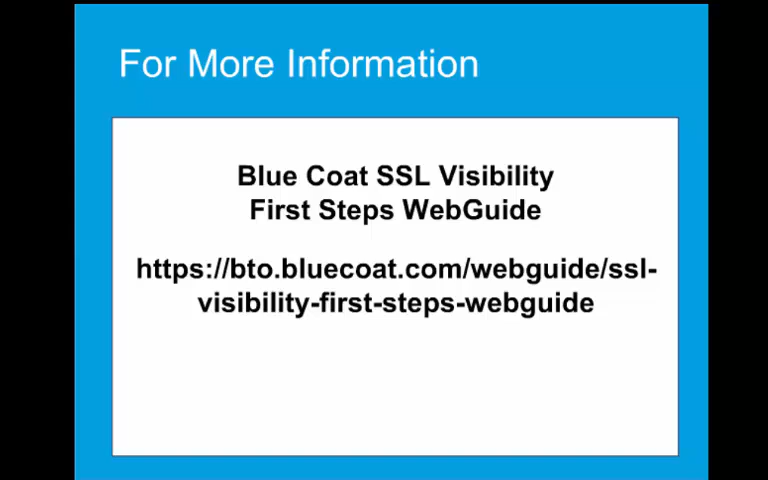 For More Information
Blue Coat SSL Visibility
First Steps WebGuide
https://bto.bluecoat.com/webguide/ssl-
visibility-first-steps-webguide